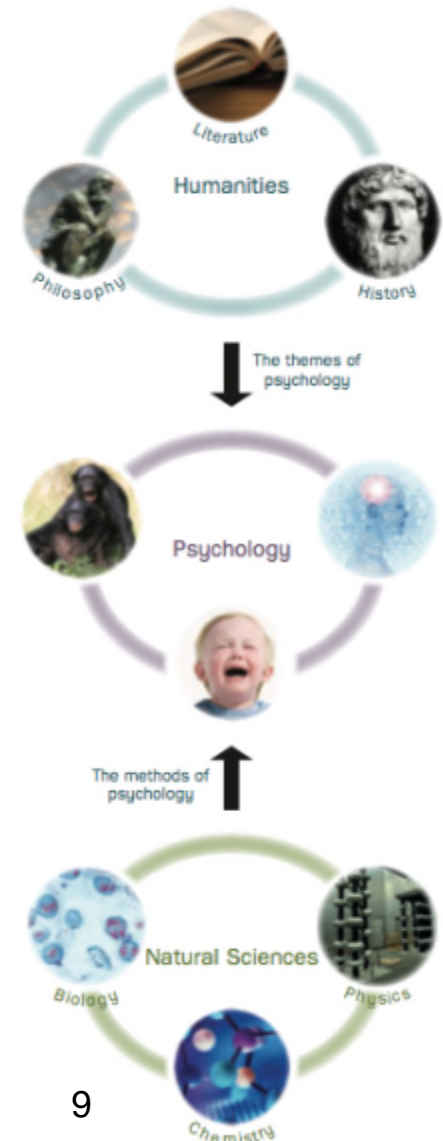 Literature
Humanities
Philosophy
History
The themes of
psychology
Psychology
The methods of
psychology
Natural Sciences
Biology
Physics
9
Chemistry